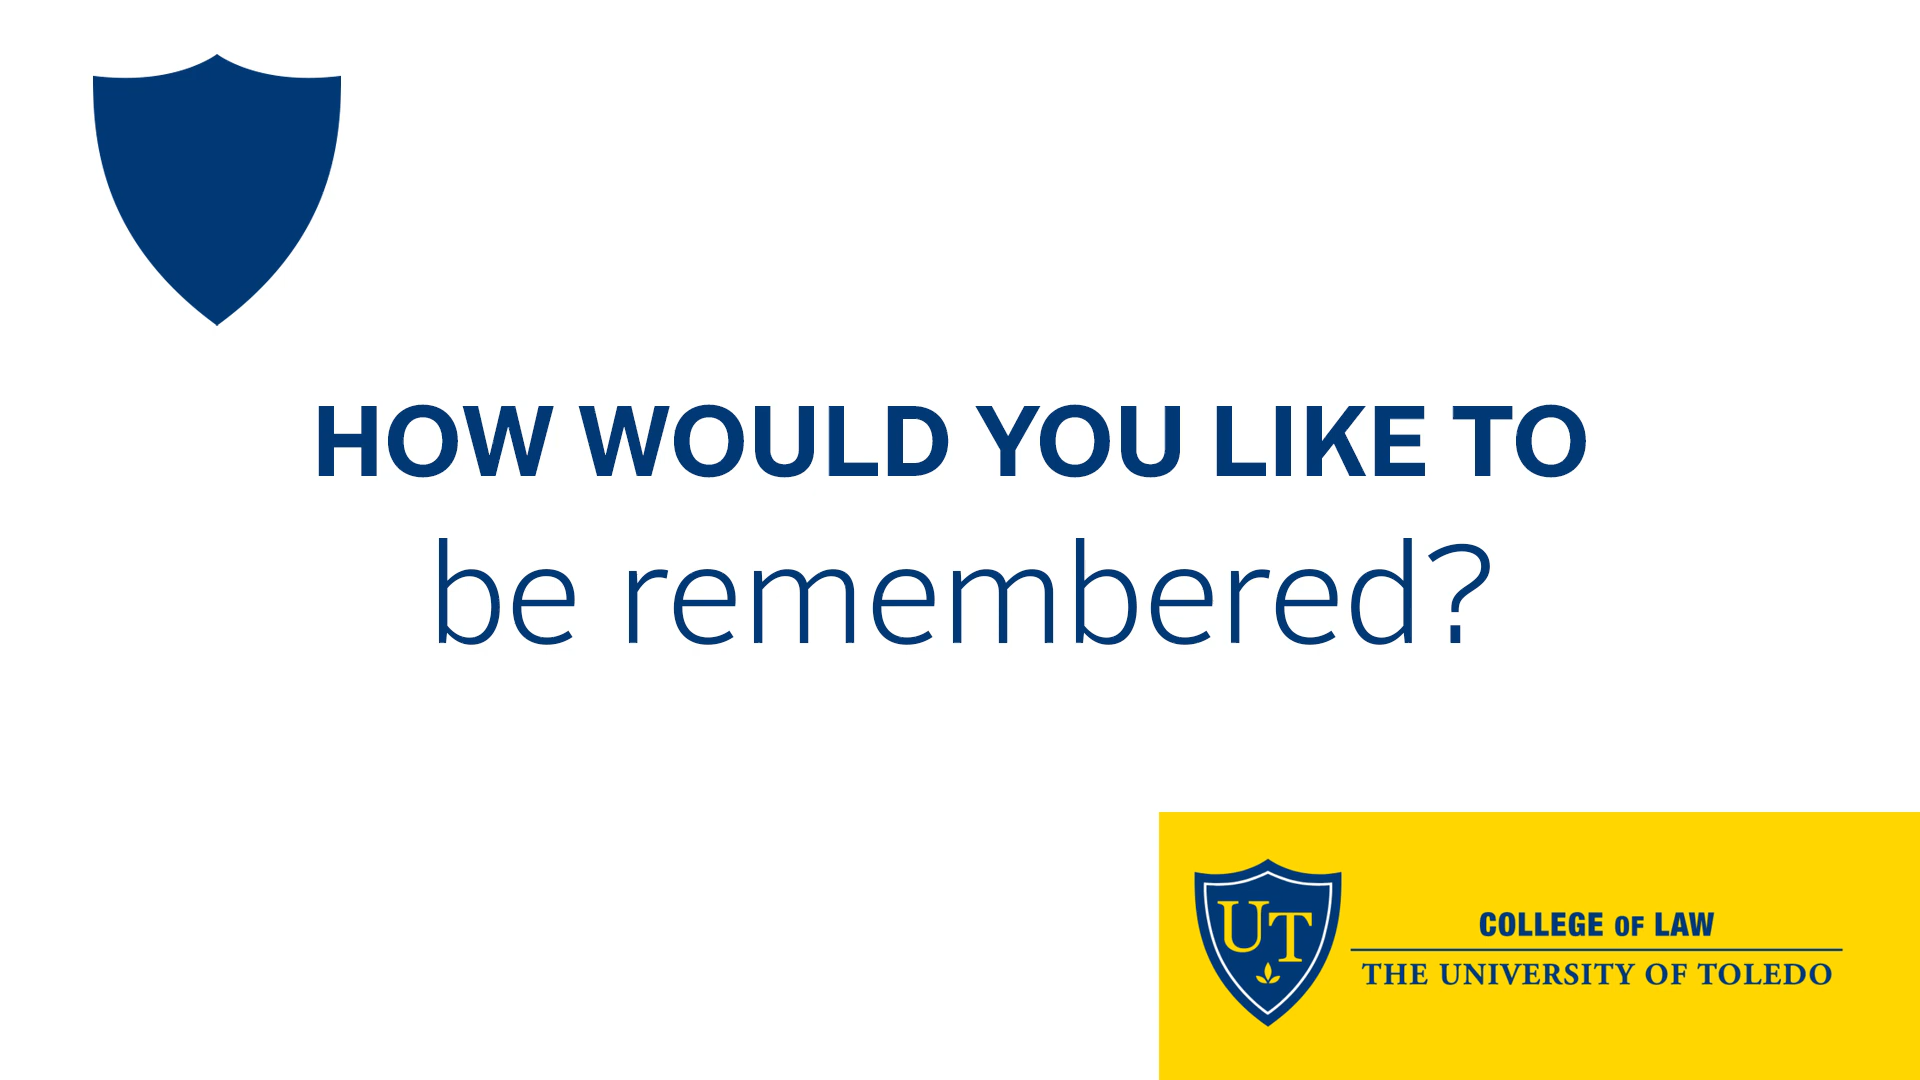 HOW WOULD YOU LIKE TO
be remembered?
UT
COLLEGE OF LAW
THE UNIVERSITY OF TOLEDO